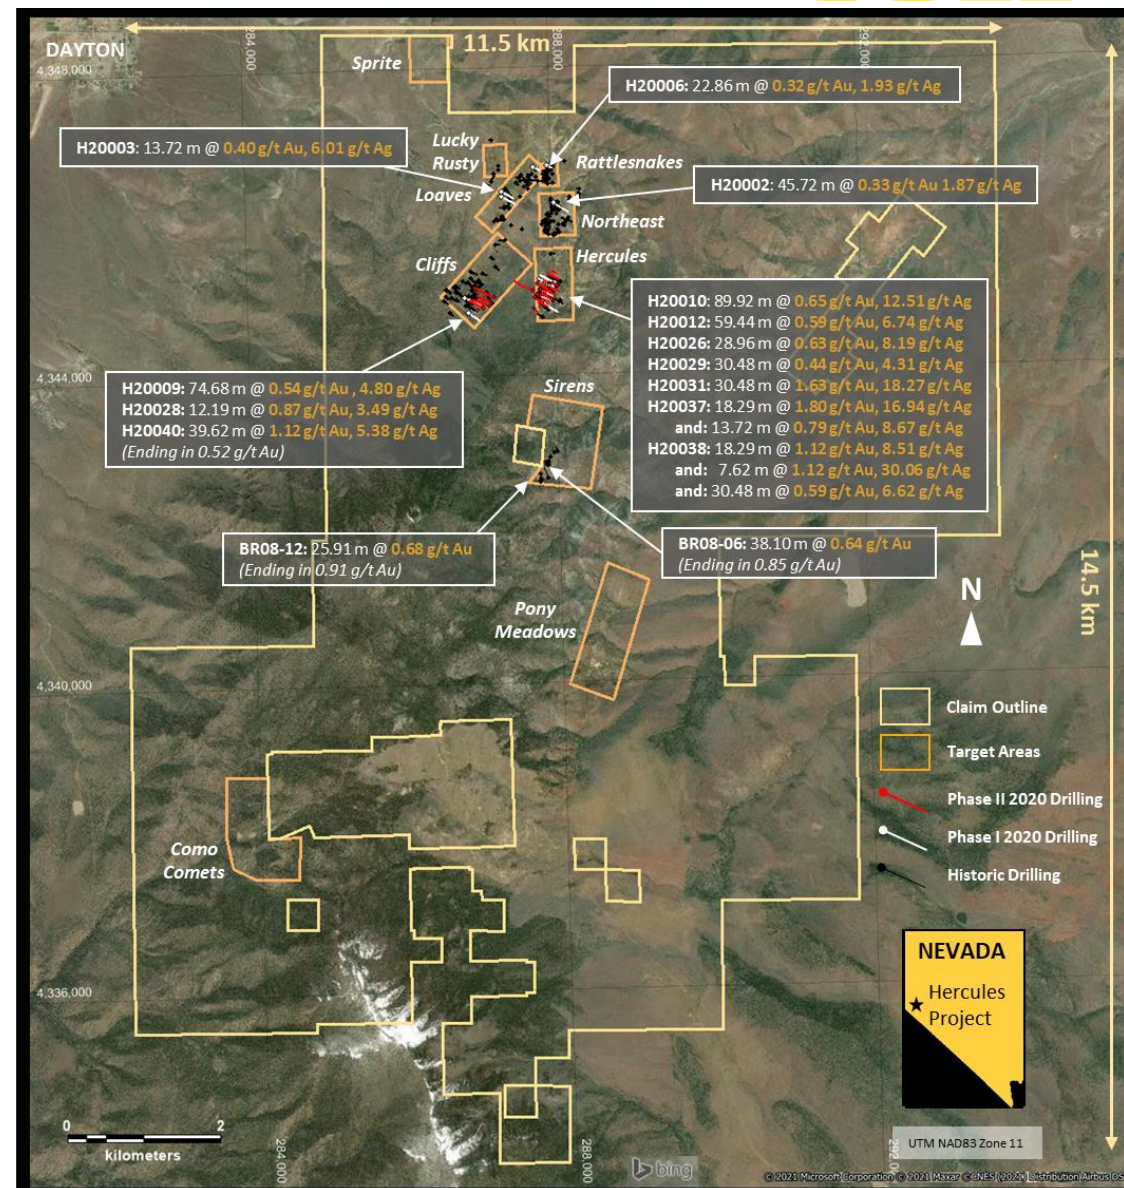 DAYTON
11.5 km
284,000
288,000
292,000
4,348,000
Sprite
H20006: 22.86 m @ 0.32 g/t Au, 1.93 g/t Ag
H20003: 13.72 m @ 0.40 g/t Au, 6.01 g/t Ag
Lucky
Rusty
Rattlesnakes
Loaves
H20002: 45.72 m @ 0.33 g/t Au 1.87 g/t Ag
Northeast
Cliffs
Hercules
H20010: 89.92 m @ 0.65 g/t Au, 12.51 g/t Ag
H20012: 59.44 m @ 0.59 g/t Au, 6.74 g/t Ag
H20026: 28.96 m @ 0.63 g/t Au, 8.19 g/t Ag
H20029: 30.48 m @ 0.44 g/t Au, 4.31 g/t Ag
H20031: 30.48 m @ 1.63 g/t Au, 18.27 g/t Ag
H20037: 18.29 m @ 1.80 g/t Au, 16.94 g/t Ag
and: 13.72 m @ 0.79 g/t Au, 8.67 g/t Ag
H20038: 18.29 m @ 1.12 g/t Au, 8.51 g/t Ag
and: 7.62 m @ 1.12 g/t Au, 30.06 g/t Ag
and: 30.48 m @ 0.59 g/t Au, 6.62 g/t Ag
4,344,000
H20009: 74.68 m @ 0.54 g/t Au , 4.80 g/t Ag
H20028: 12.19 m @ 0.87 g/t Au, 3.49 g/t Ag
H20040: 39.62 m @ 1.12 g/t Au, 5.38 g/t Ag
(Ending in 0.52 g/t Au)
Sirens
BR08-12: 25.91 m @ 0.68 g/t Au
(Ending in 0.91 g/t Au)
BR08-06: 38.10 m @ 0.64 g/t Au
(Ending in 0.85 g/t Au)
14.5 km
N
Pony
Meadows
4,340,000
Claim Outline
Target Areas
Phase II 2020 Drilling
Phase I 2020 Drilling
Historic Drilling
Como
Comets
4,336,000
NEVADA
Hercules
Project
0 2
kilometers
284,000
288,000
UTM NAD83 Zone 11
bing
© 2021 Microsoft Corporation © 2021 Maxar ©CNES (2021) Distribution Airbus DS